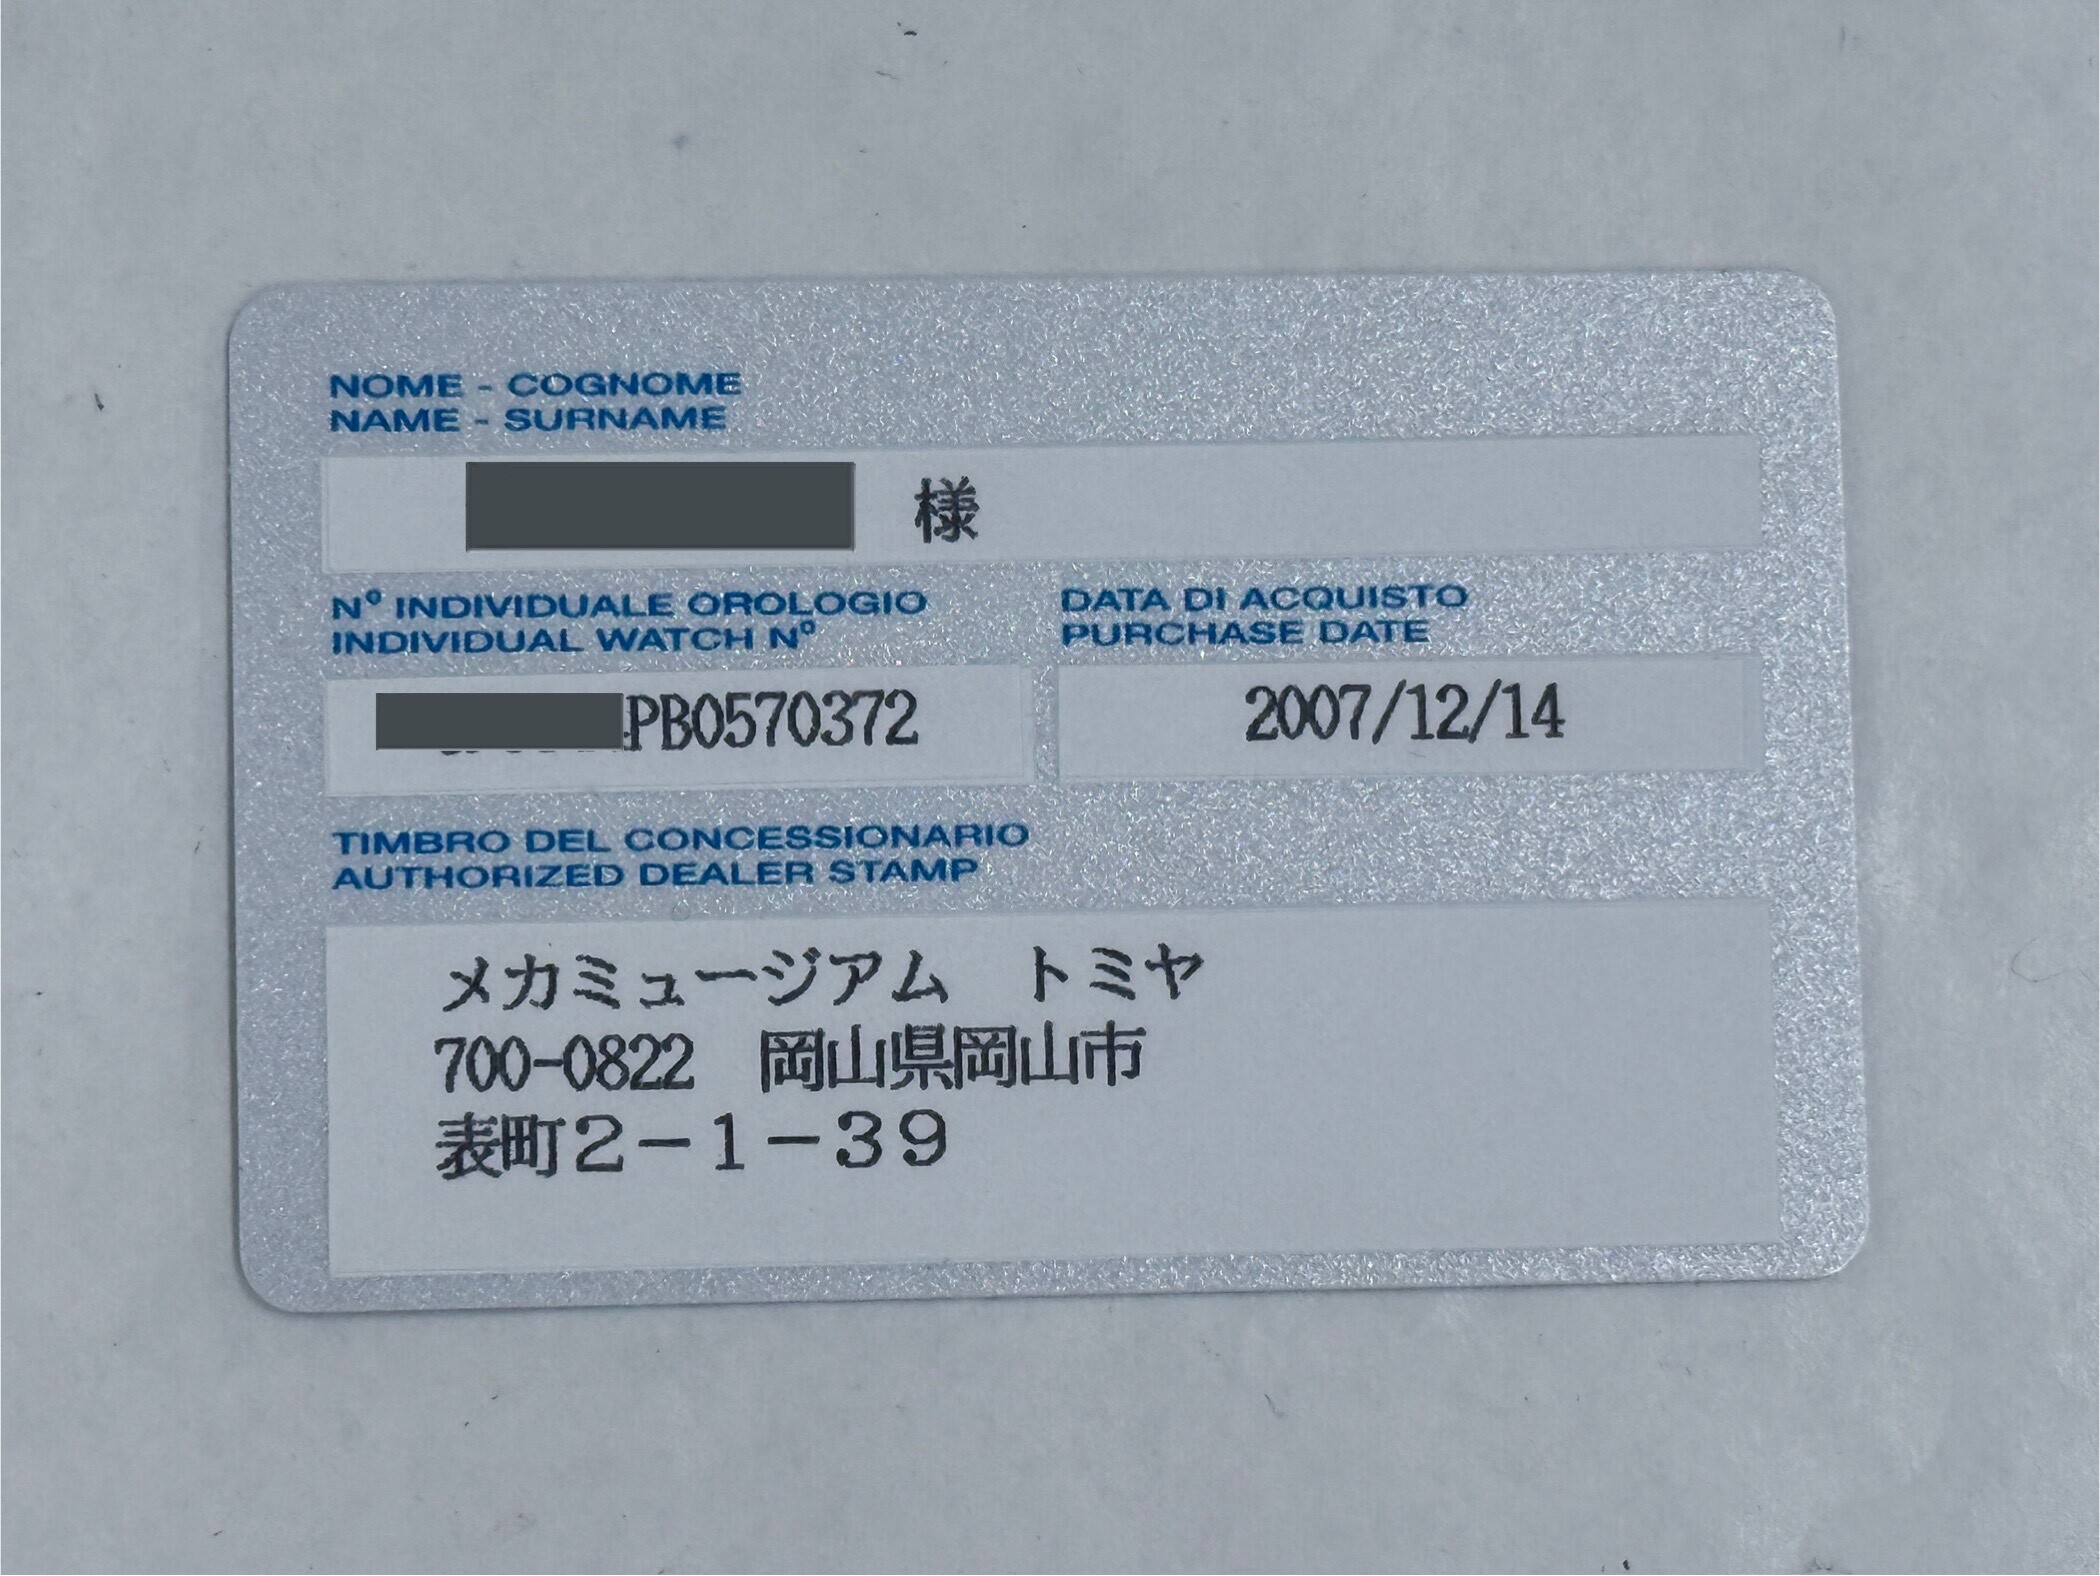 NOME - COGNOME
NAME - SURNAME
様
Nº INDIVIDUALE OROLOGIO
INDIVIDUAL WATCH Nº
PB0570372
DATA DI ACQUISTO
PURCHASE DATE
2007/12/14
TIMBRO DEL CONCESSIONARIO
AUTHORIZED DEALER STAMP
メカミュージアム　トミヤ
700-0822　岡山県岡山市
表町2－1－39